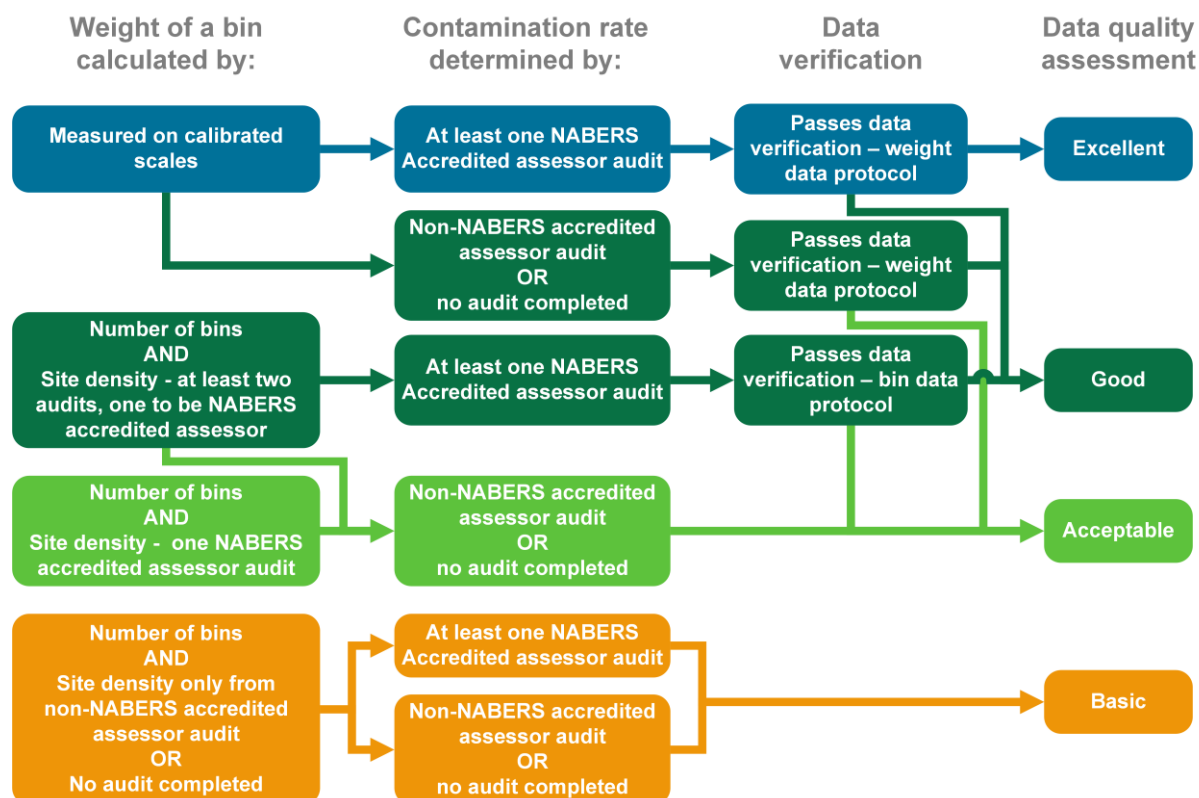 Weight of a bin
calculated by:
Contamination rate
determined by:
Data
verification
Data quality
assessment
Measured on calibrated
scales
At least one NABERS
Accredited assessor audit
Passes data
verification – weight
data protocol
Excellent
Non-NABERS accredited
assessor audit
OR
no audit completed
Passes data
verification – weight
data protocol
Number of bins
AND
Site density - at least two
audits, one to be NABERS
accredited assessor
At least one NABERS
Accredited assessor audit
Passes data
verification – bin data
protocol
Good
Number of bins
AND
Site density -  one NABERS
accredited assessor audit
Non-NABERS accredited
assessor audit
OR
no audit completed
Acceptable
Number of bins
AND
Site density only from
non-NABERS accredited
assessor audit
OR
No audit completed
At least one NABERS
Accredited assessor audit
Non-NABERS accredited
assessor audit
OR
no audit completed
Basic